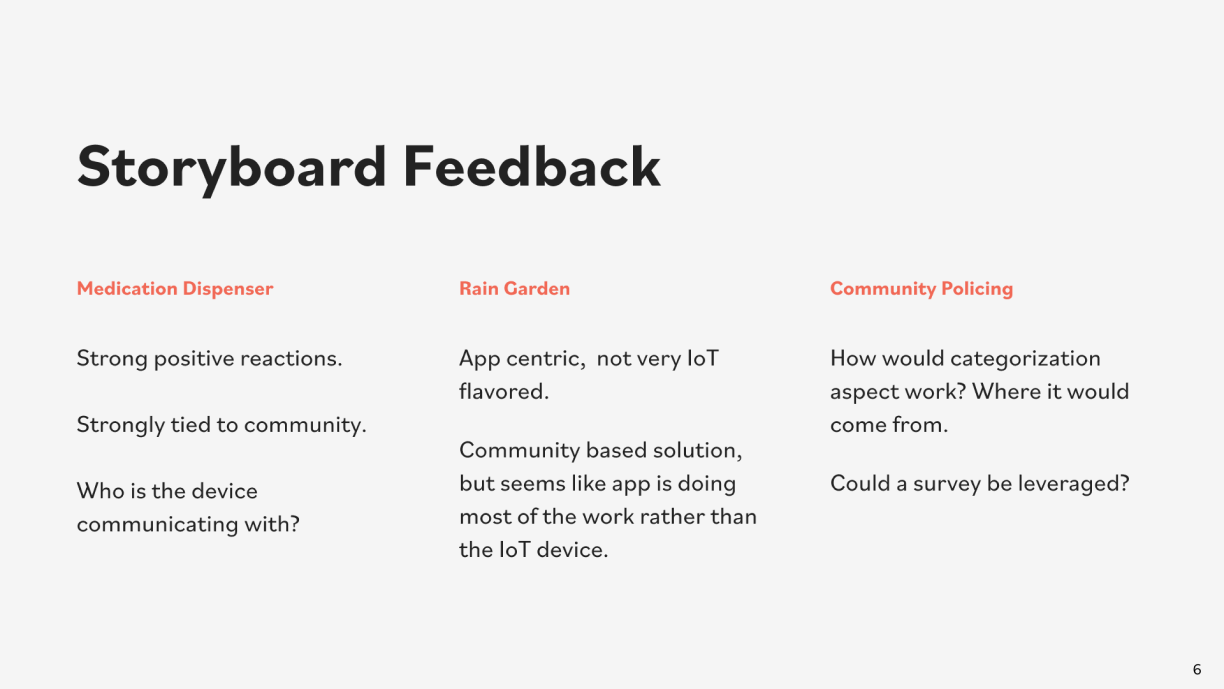 Storyboard Feedback
Medication Dispenser
Strong positive reactions.
Strongly tied to community.
Who is the device
communicating with?
Rain Garden
App centric,  not very IoT
flavored.
Community based solution,
but seems like app is doing
most of the work rather than
the IoT device.
Community Policing
How would categorization
aspect work? Where it would
come from.
Could a survey be leveraged?
6